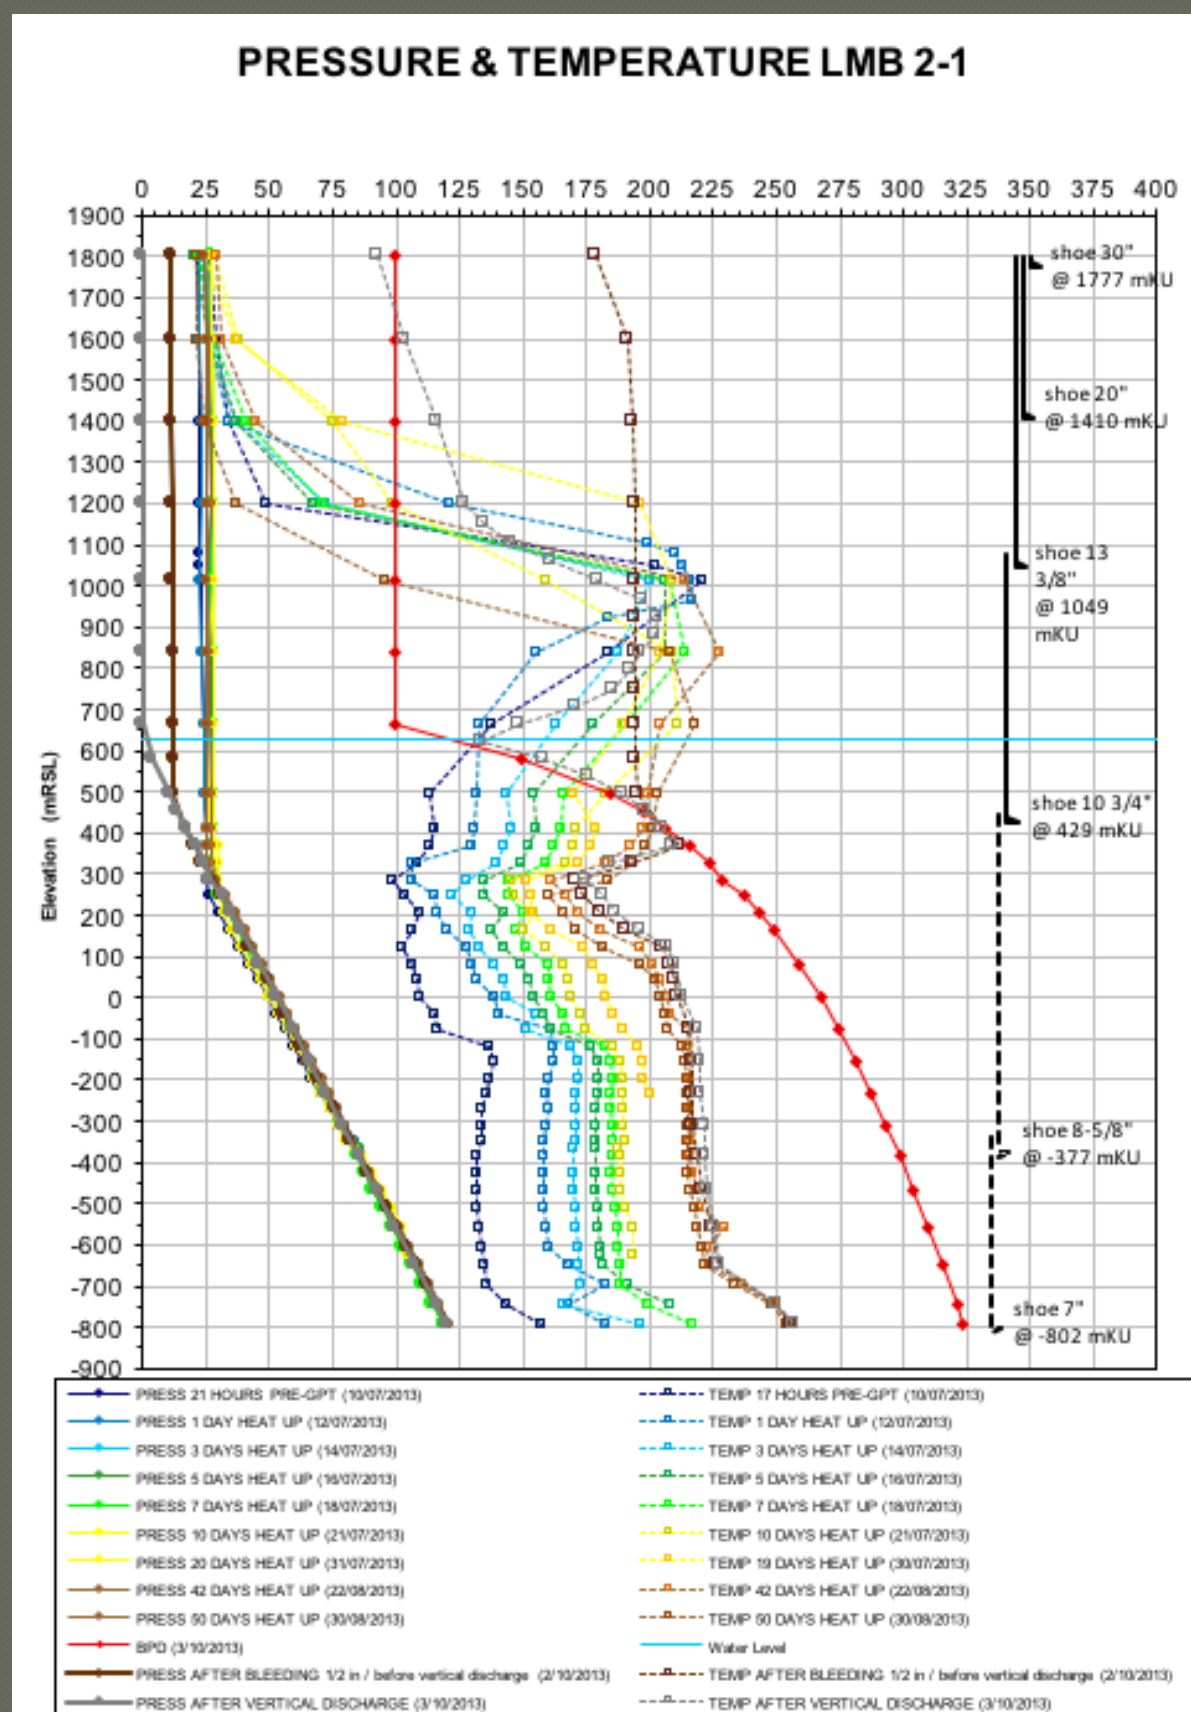 PRESSURE & TEMPERATURE LMB 2-1
0 25 50 75 100 125 150 175 200 225 250 275 300 325 350 375 400
1900
1800
1700
1600
1500
1400
1300
1200
1100
1000
900
800
700
600
500
400
300
200
100
0
-100
-200
-300
-400
-500
-600
-700
-800
-900
Elevation (mRSL)
shoe 30"
@ 1777 mKU
shoe 20"
@ 1410 mKU
shoe 13
3/8"
@ 1049
mKU
shoe 10 3/4"
@ 429 mKU
shoe 8-5/8"
@ -377 mKU
shoe 7"
@ -802 mKU
PRESS 21 HOURS PRE-GPT (10/07/2013)
TEMP 17 HOURS PRE-GPT (10/07/2013)
PRESS 1 DAY HEAT UP (12/07/2013)
TEMP 1 DAY HEAT UP (12/07/2013)
PRESS 3 DAYS HEAT UP (14/07/2013)
TEMP 3 DAYS HEAT UP (14/07/2013)
PRESS 5 DAYS HEAT UP (16/07/2013)
TEMP 5 DAYS HEAT UP (16/07/2013)
PRESS 7 DAYS HEAT UP (18/07/2013)
TEMP 7 DAYS HEAT UP (18/07/2013)
PRESS 10 DAYS HEAT UP (21/07/2013)
TEMP 10 DAYS HEAT UP (21/07/2013)
PRESS 20 DAYS HEAT UP (31/07/2013)
TEMP 19 DAYS HEAT UP (30/07/2013)
PRESS 42 DAYS HEAT UP (22/08/2013)
TEMP 42 DAYS HEAT UP (22/08/2013)
PRESS 50 DAYS HEAT UP (30/08/2013)
TEMP 50 DAYS HEAT UP (30/08/2013)
BPD (3/10/2013)
Water Level
PRESS AFTER BLEEDING 1/2 in / before vertical discharge (2/10/2013)
TEMP AFTER BLEEDING 1/2 in / before vertical discharge (2/10/2013)
PRESS AFTER VERTICAL DISCHARGE (3/10/2013)
TEMP AFTER VERTICAL DISCHARGE (3/10/2013)